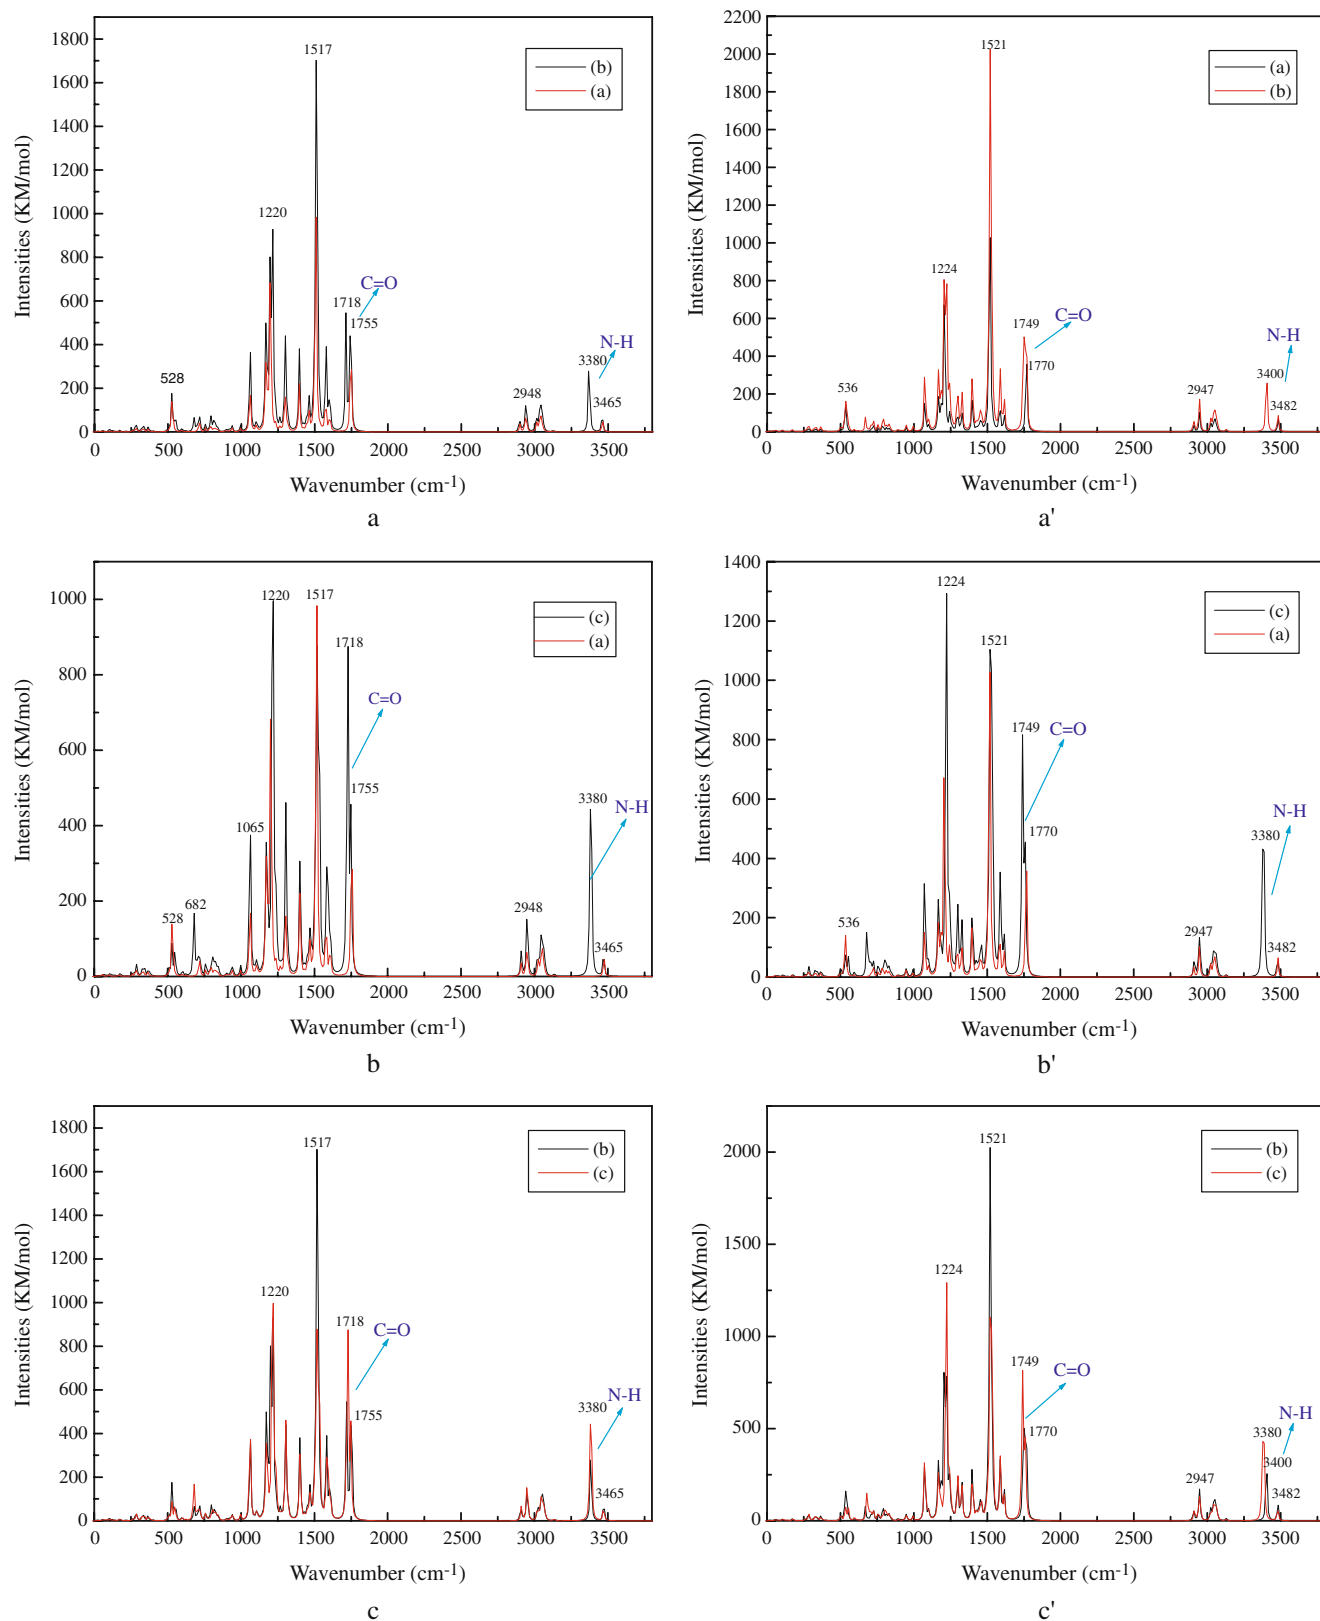 1800
1600
1400
1200
1000
800
600
400
200
0
Intensities (KM/mol)
1517
(b)
(a)
1220
C=O
1718
1755
N-H
3380
528
2948
3465
0 500 1000 1500 2000 2500 3000 3500
Wavenumber (cm-1)
a
2200
2000
1800
1600
1400
1200
1000
800
600
400
200
0
Intensities (KM/mol)
1521
(a)
(b)
1224
1749
C=O
1770
N-H
3400
536
2947
3482
0 500 1000 1500 2000 2500 3000 3500
Wavenumber (cm-1)
a'
1000
800
600
400
200
0
Intensities (KM/mol)
1220
1517
(c)
(a)
1718
C=O
1755
3380
N-H
1065
682
528
2948
3465
0 500 1000 1500 2000 2500 3000 3500
Wavenumber (cm-1)
b
1400
1200
1000
800
600
400
200
0
Intensities (KM/mol)
1224
(c)
(a)
1521
1749
C=O
1770
N-H
3380
536
2947
3482
0 500 1000 1500 2000 2500 3000 3500
Wavenumber (cm-1)
b'
1800
1600
1400
1200
1000
800
600
400
200
0
Intensities (KM/mol)
1517
(b)
(c)
1220
1718
C=O
1755
N-H
3380
3465
0 500 1000 1500 2000 2500 3000 3500
Wavenumber (cm-1)
c
2000
1500
1000
500
0
Intensities (KM/mol)
1521
(b)
(c)
1224
1749
C=O
1770
N-H
3380
3400
2947
3482
0 500 1000 1500 2000 2500 3000 3500
Wavenumber (cm-1)
c'